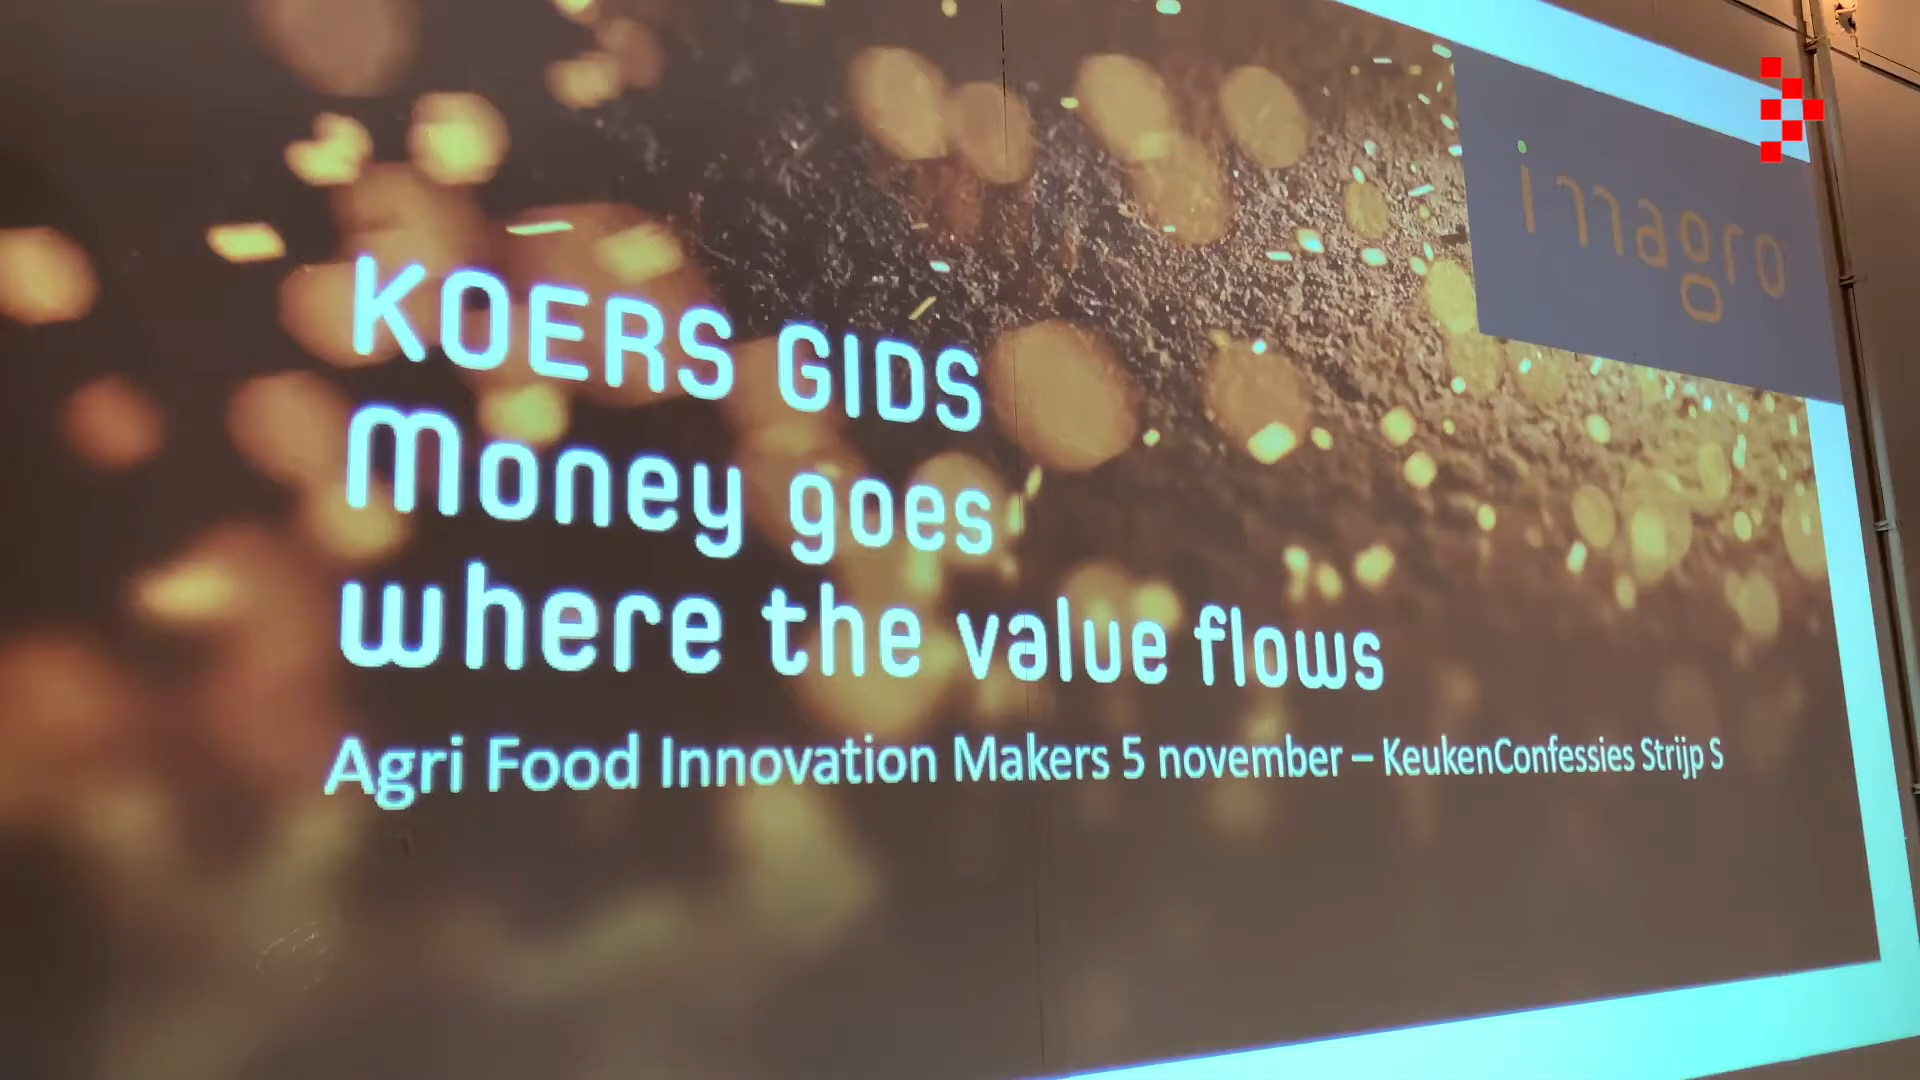 imagro
KOERS GIDS
Money goes
where the value flows
Agri Food Innovation Makers 5 november – KeukenConfessies Strijp S